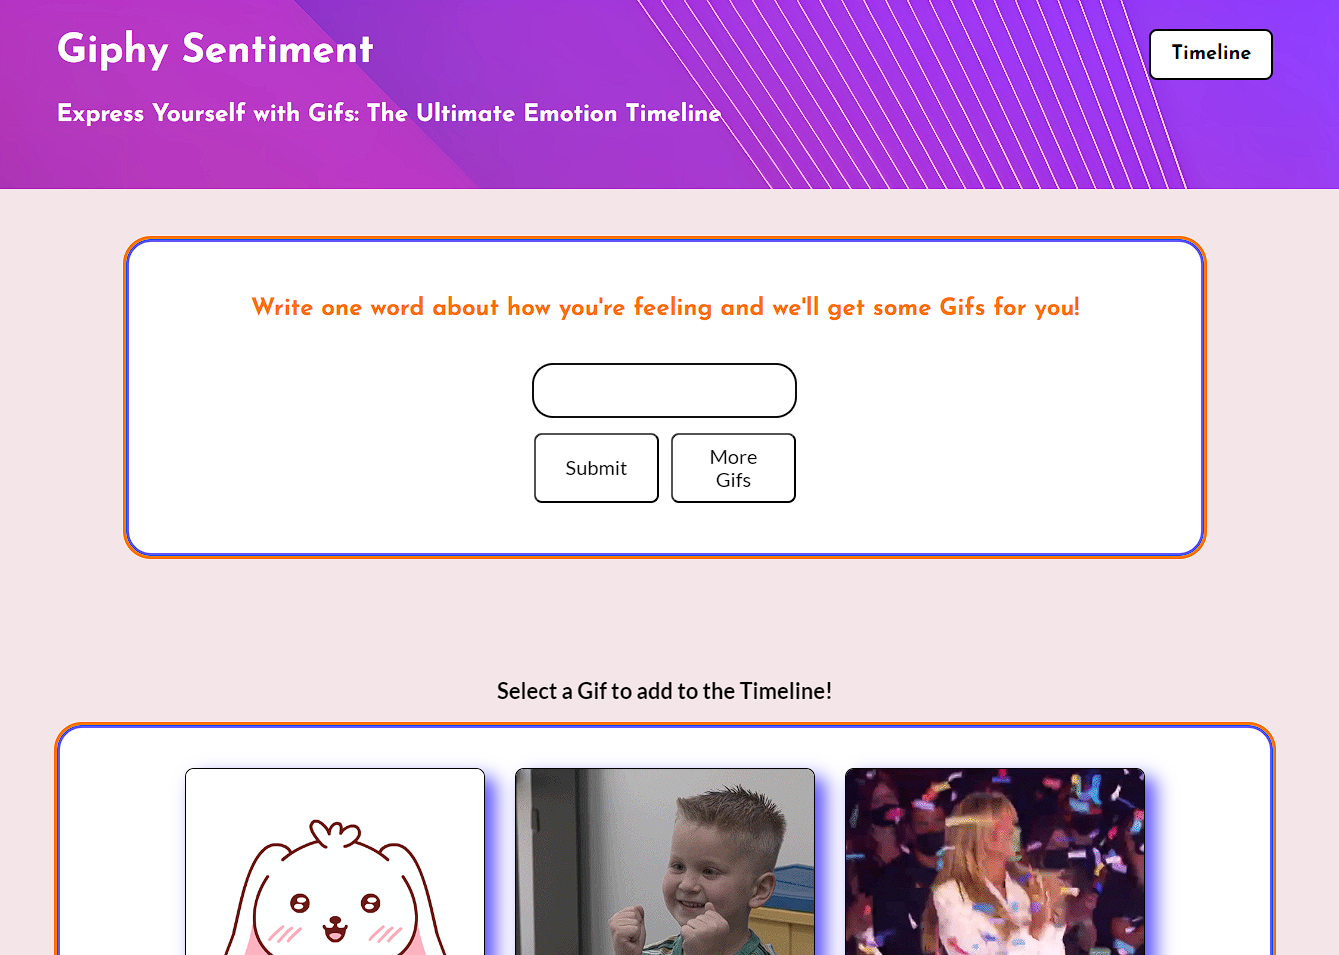 Giphy Sentiment
Timeline
Express Yourself with Gifs: The Ultimate Emotion Timeline
Write one word about how you're feeling and we'll get some Gifs for you!
Submit
More
Gifs
Select a Gif to add to the Timeline!